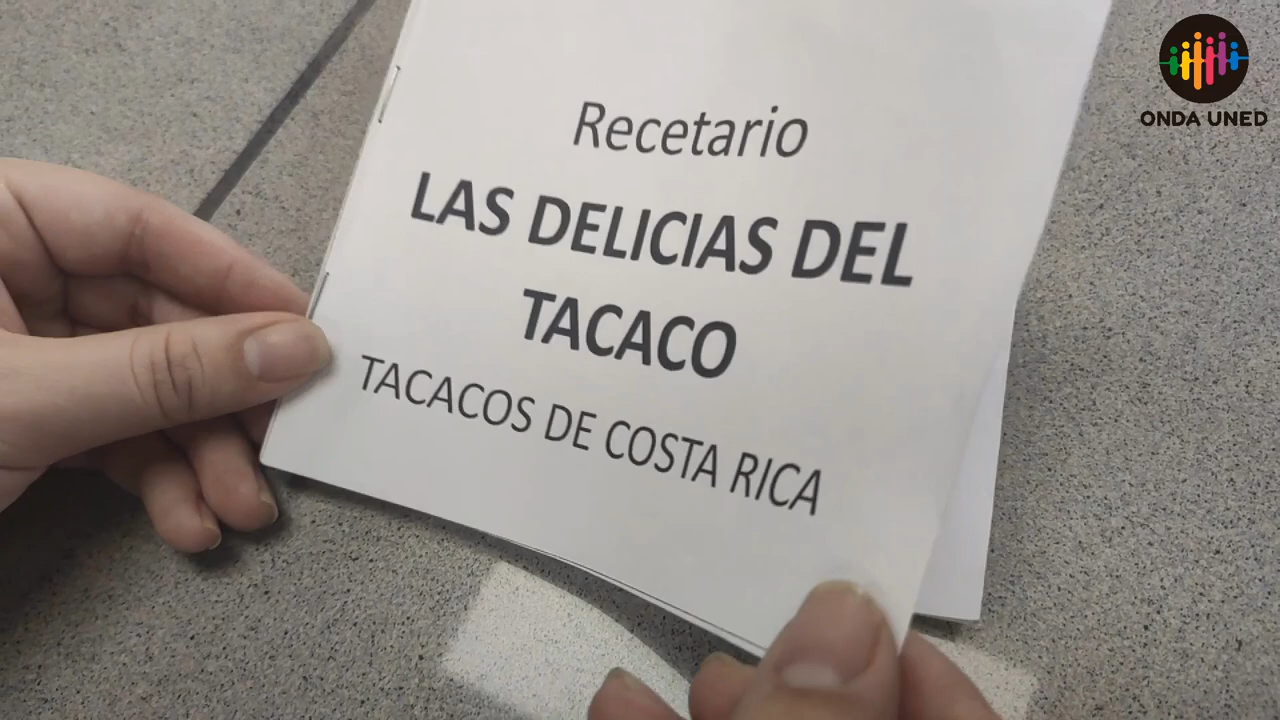 ONDA UNED
Recetario
LAS DELICIAS DEL
TACACO
TACACOS DE COSTA RICA